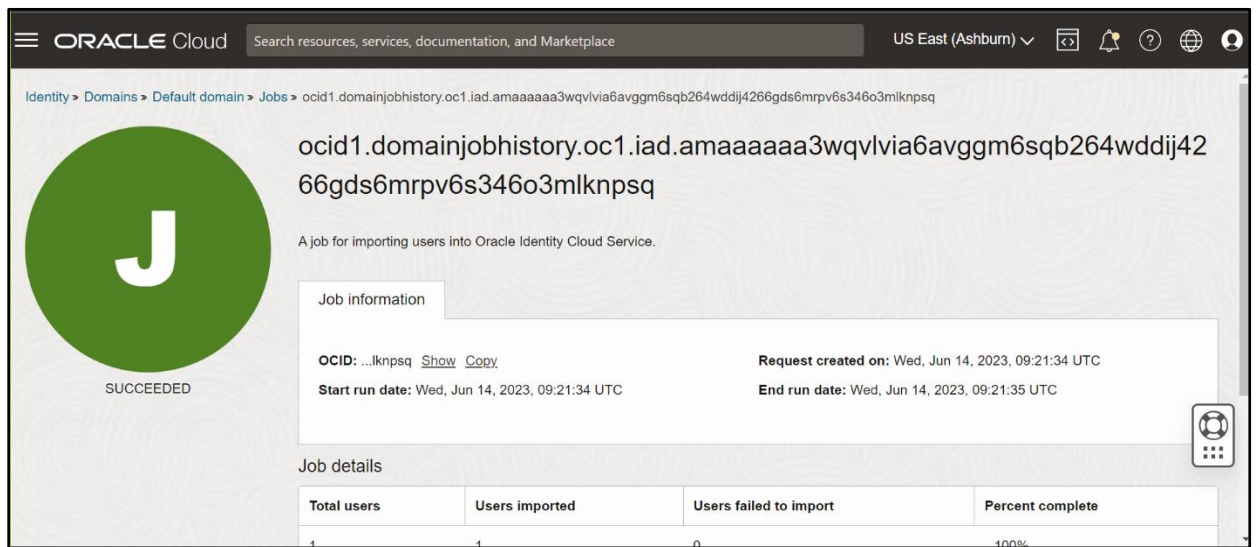 ORACLE Cloud Search resources, services, documentation, and Marketplace US East (Ashburn)
Identity » Domains » Default domain » Jobs » ocid1.domainjobhistory.oc1.iad.amaaaaaa3wqvlvia6avggm6sqb264wddij4266gds6mrpv6s346o3mlknpsq
ocid1.domainjobhistory.oc1.iad.amaaaaaa3wqvlvia6avggm6sqb264wddij42
66gds6mrpv6s346o3mlknpsq
A job for importing users into Oracle Identity Cloud Service.
J
SUCCEEDED
Job information
OCID: ...lknpsq Show Copy Request created on: Wed, Jun 14, 2023, 09:21:34 UTC
Start run date: Wed, Jun 14, 2023, 09:21:34 UTC End run date: Wed, Jun 14, 2023, 09:21:35 UTC
Job details
Total users Users imported Users failed to import Percent complete
1 1 0 100%